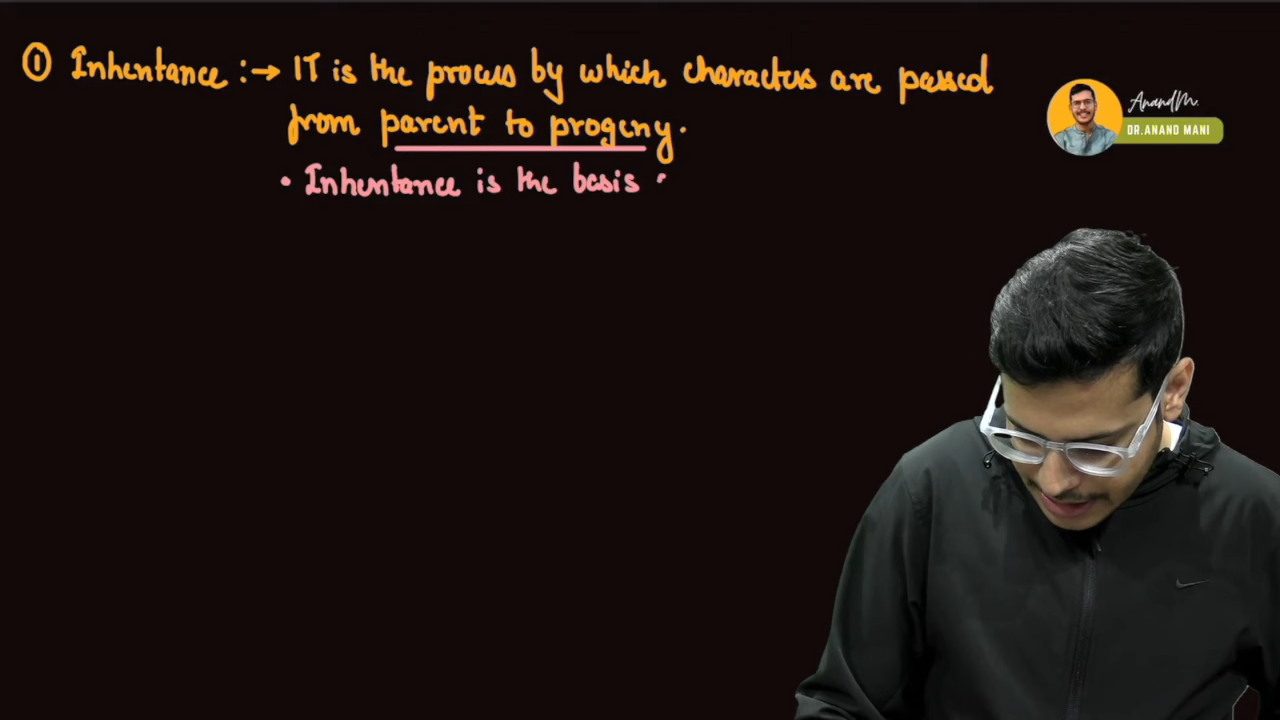 ① Inheritance :→ IT is the process by which characters are passed
from parent to progeny.
• Inheritance is the basis
AnandM.
DR.ANAND MANI